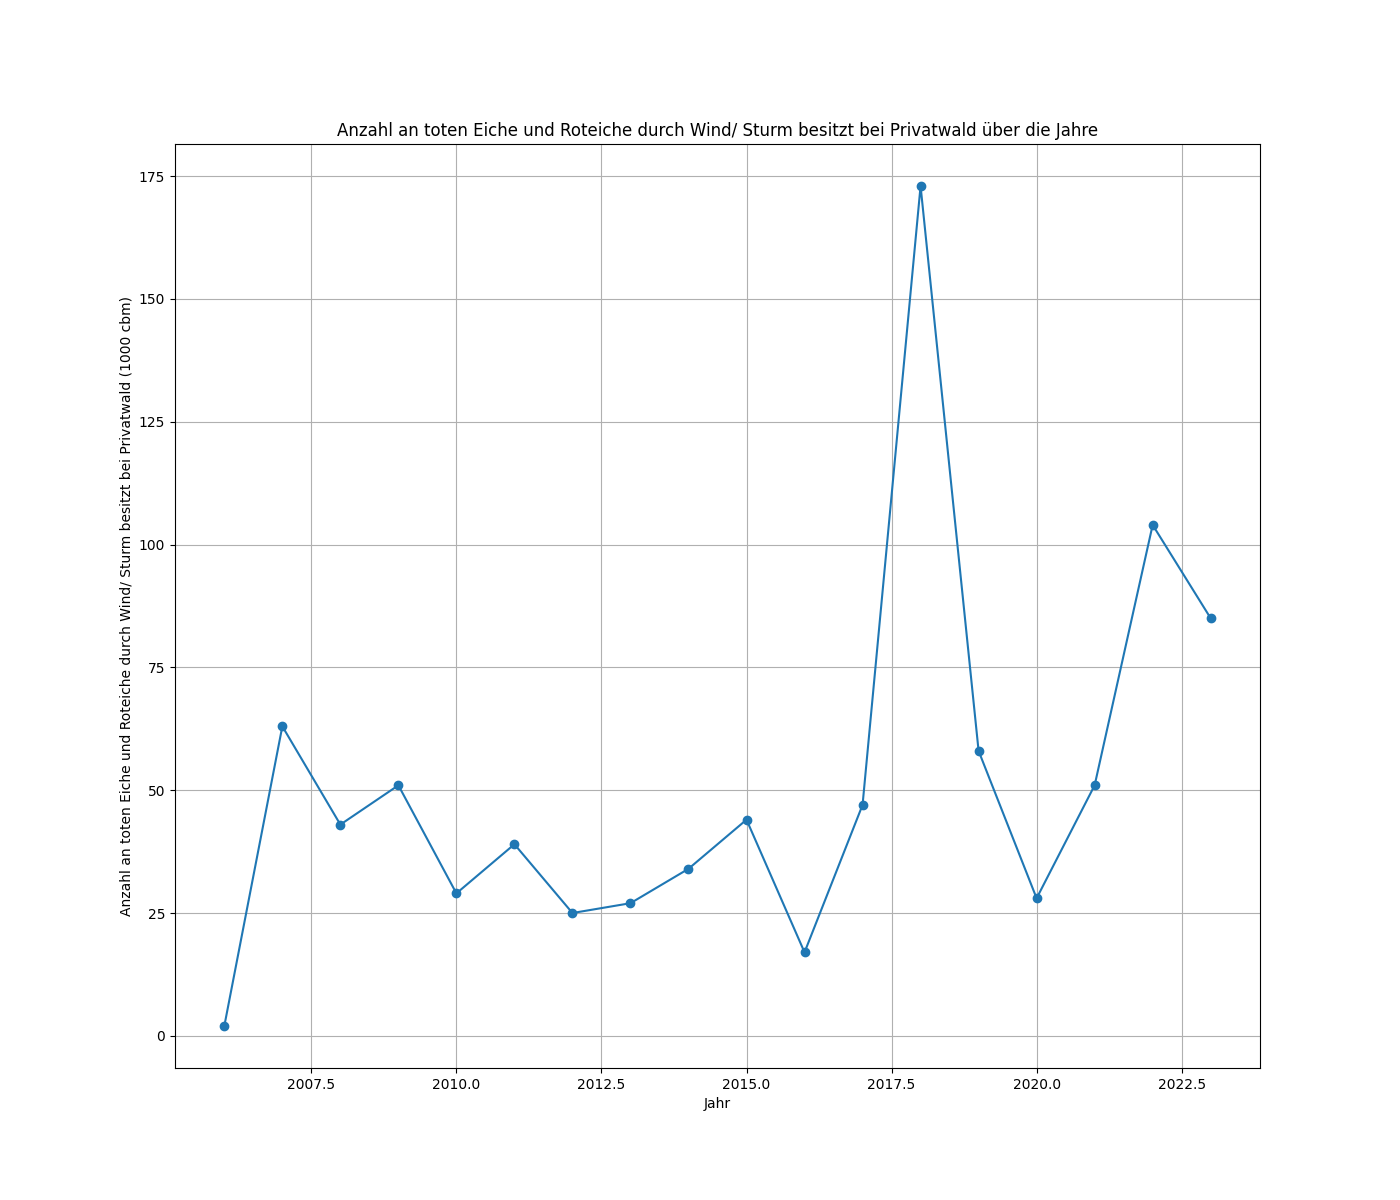 Anzahl an toten Eiche und Roteiche durch Wind/ Sturm besitzt bei Privatwald über die Jahre
Anzahl an toten Eiche und Roteiche durch Wind/ Sturm besitzt bei Privatwald (1000 cbm)
175
150
125
100
75
50
25
0
2007.5 2010.0 2012.5 2015.0 2017.5 2020.0 2022.5
Jahr